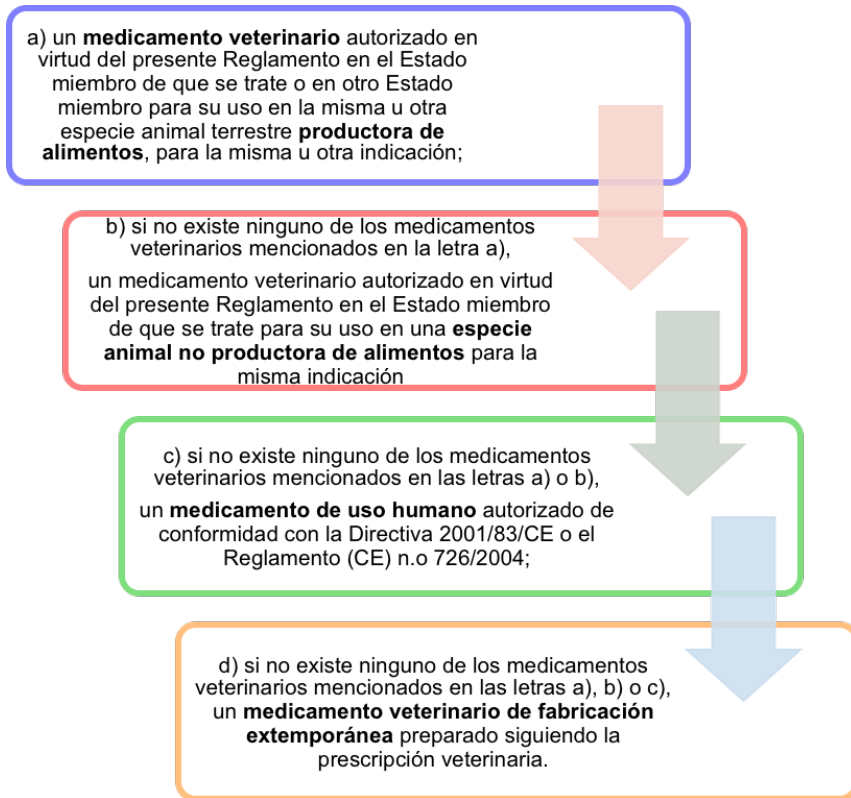 a) un medicamento veterinario autorizado en
virtud del presente Reglamento en el Estado
miembro de que se trate o en otro Estado
miembro para su uso en la misma u otra
especie animal terrestre productora de
alimentos, para la misma u otra indicación;
b) si no existe ninguno de los medicamentos
veterinarios mencionados en la letra a),
un medicamento veterinario autorizado en virtud
del presente Reglamento en el Estado miembro
de que se trate para su uso en una especie
animal no productora de alimentos para la
misma indicación
c) si no existe ninguno de los medicamentos
veterinarios mencionados en las letras a) o b),
un medicamento de uso humano autorizado de
conformidad con la Directiva 2001/83/CE o el
Reglamento (CE) n.o 726/2004;
d) si no existe ninguno de los medicamentos
veterinarios mencionados en las letras a), b) o c),
un medicamento veterinario de fabricación
extemporánea preparado siguiendo la
prescripción veterinaria.